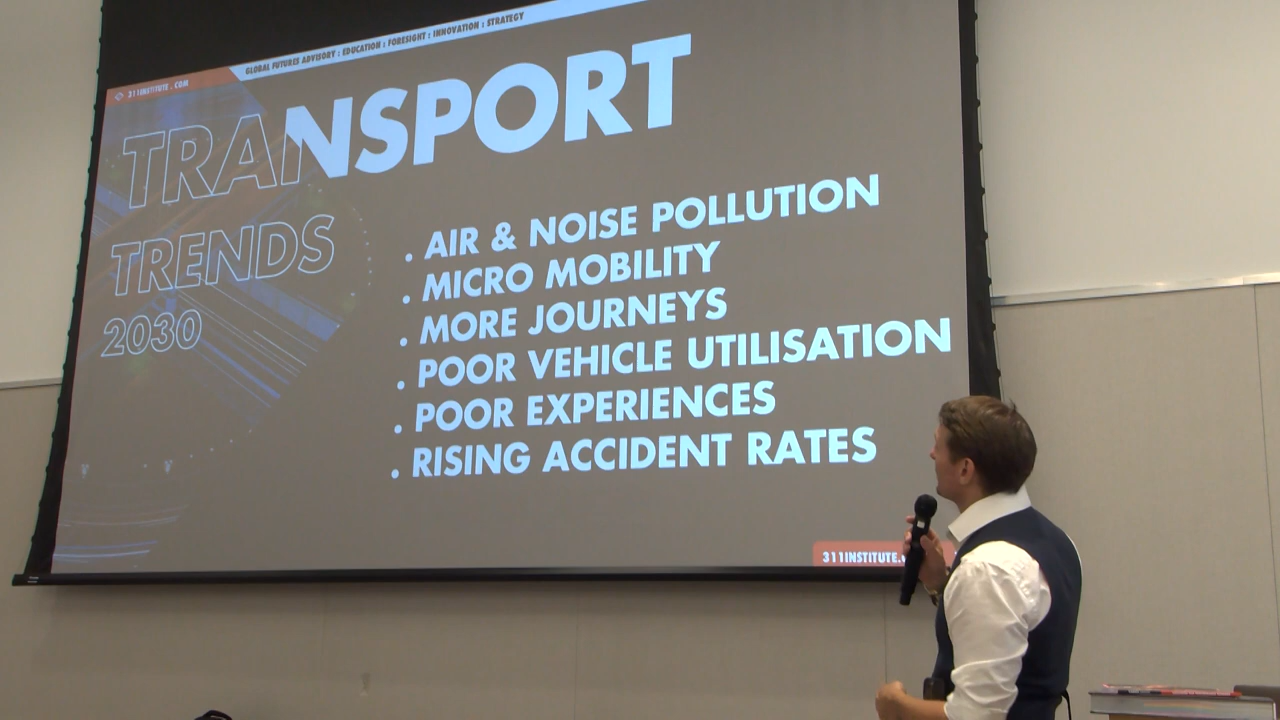 GLOBAL FUTURES ADVISORY : EDUCATION : FORESIGHT : INNOVATION : STRATEGY
311INSTITUTE . COM
TRANSPORT
TRENDS
2030
. AIR & NOISE POLLUTION
. MICRO MOBILITY
. MORE JOURNEYS
. POOR VEHICLE UTILISATION
. POOR EXPERIENCES
. RISING ACCIDENT RATES
311INSTITUTE.